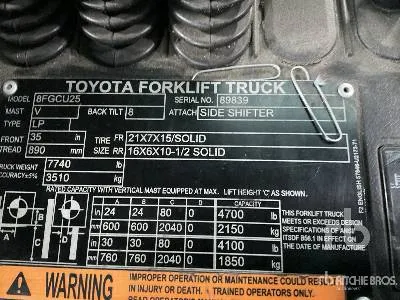 TOYOTA FORKLIFT TRUCK
MODEL 8FGCU25 SERIAL NO. 89839
MAST V BACK TILT 8 ATTACH SIDE SHIFTER
TYPE LP
FRONT 35 in TIRE FR 21X7X15/SOLID
TREAD 890 mm SIZE RR 16X6X10-1/2 SOLID
TRUCK WEIGHT 7740 lb
ACCURACY±5% 3510 kg
RATED CAPACITY WITH VERTICAL MAST EQUIPPED AT MAX. LIFT HEIGHT 'C' AS SHOWN.
A B C D
in 24 24 80 0 4700 lb
mm 600 600 2040 0 2150 kg
in 30 30 80 0 4100 lb
mm 760 760 2040 0 1850 kg
THIS FORKLIFT TRUCK
MEETS OR EXCEEDS DESIGN
SPECIFICATIONS OF ANSI/
ITSDF B56.1 IN EFFECT ON
DATE OF MANUFACTURE.
WARNING
IMPROPER OPERATION OR MAINTENANCE COULD RESULT
IN INJURY OR DEATH.
Ritchie Bros.